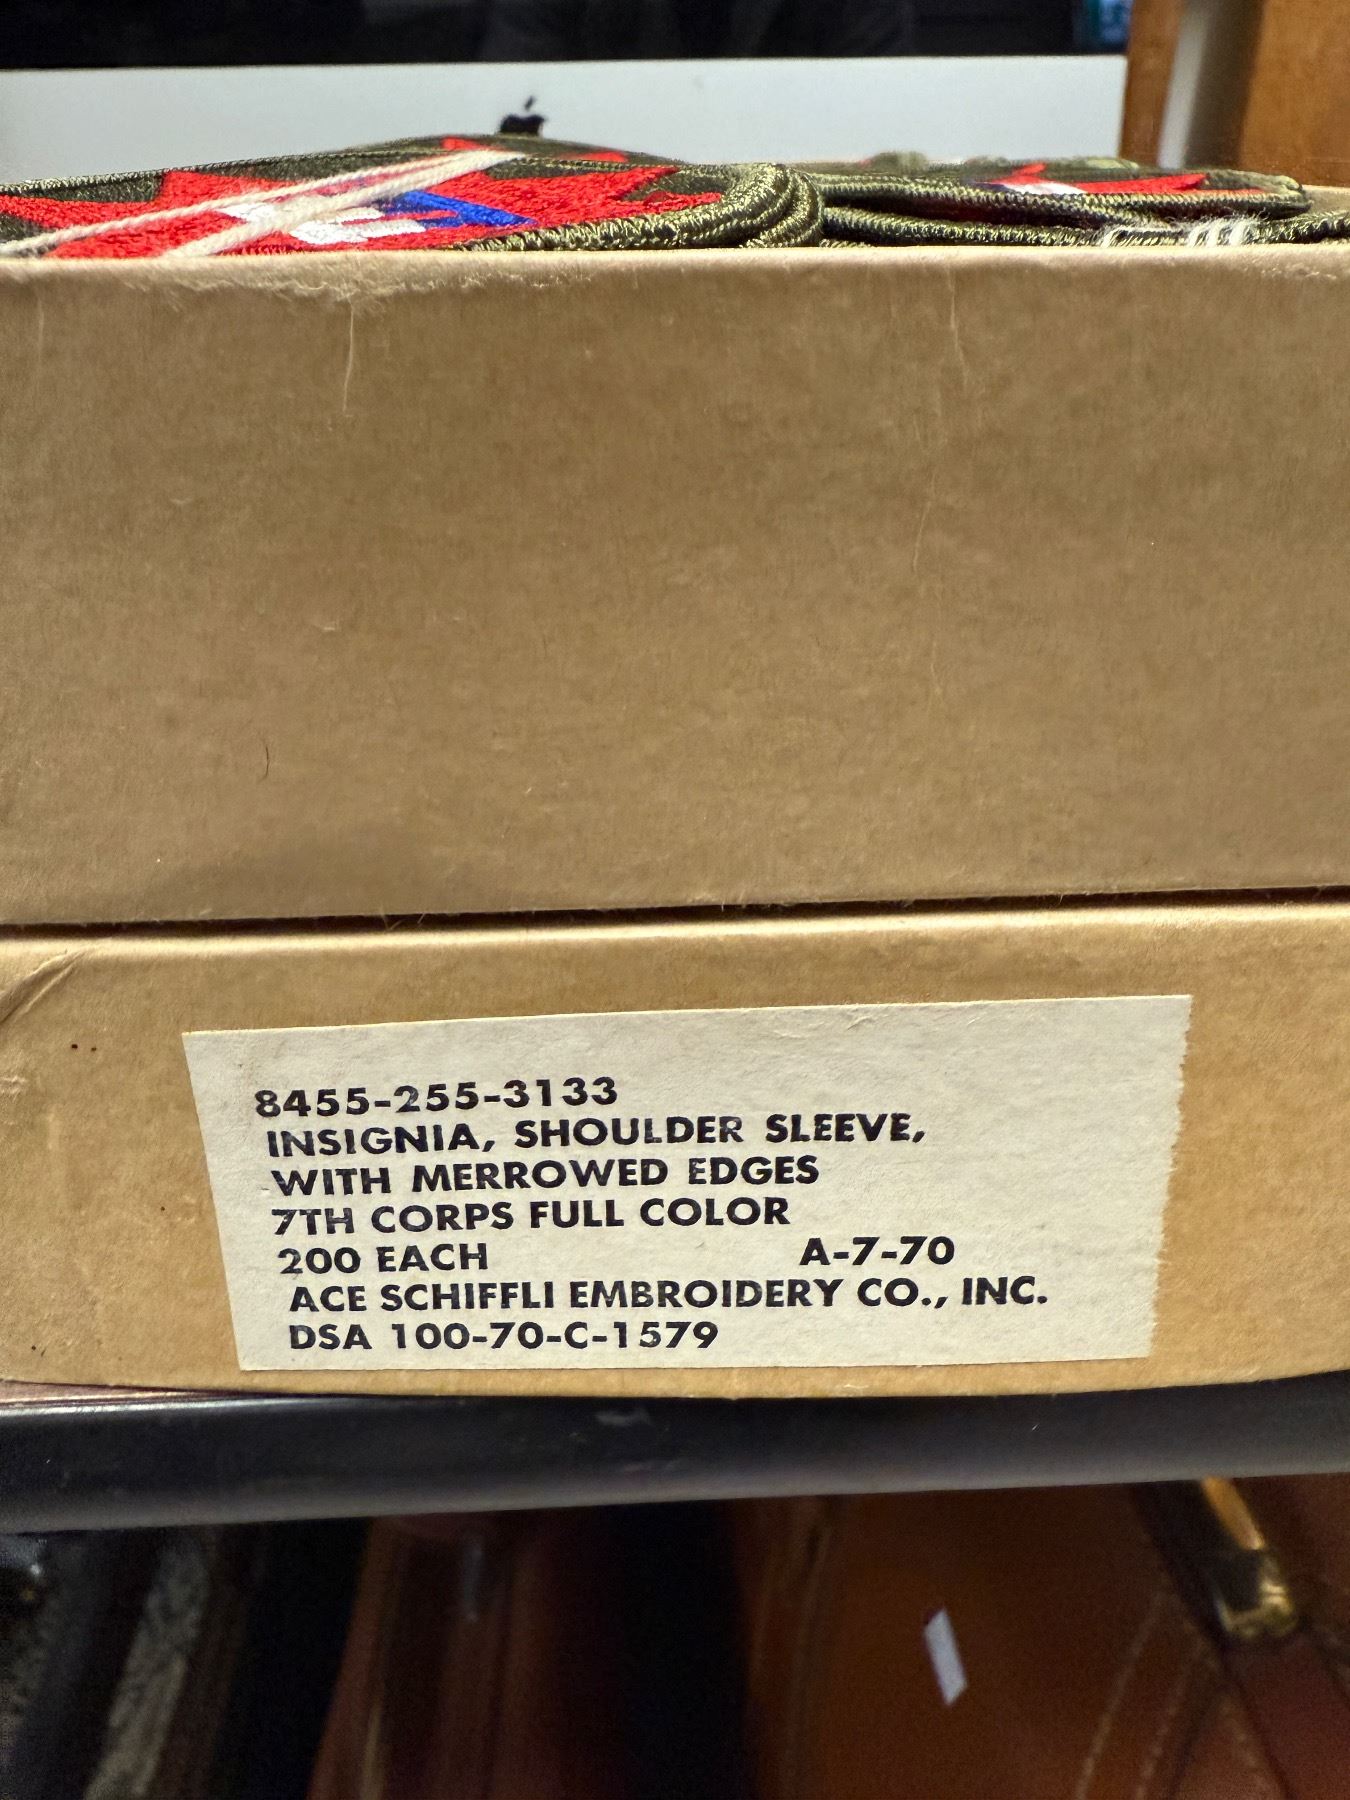 8455-255-3133
INSIGNIA, SHOULDER SLEEVE,
WITH MERROWED EDGES
7TH CORPS FULL COLOR
200 EACH A-7-70
ACE SCHIFFLI EMBROIDERY CO., INC.
DSA 100-70-C-1579